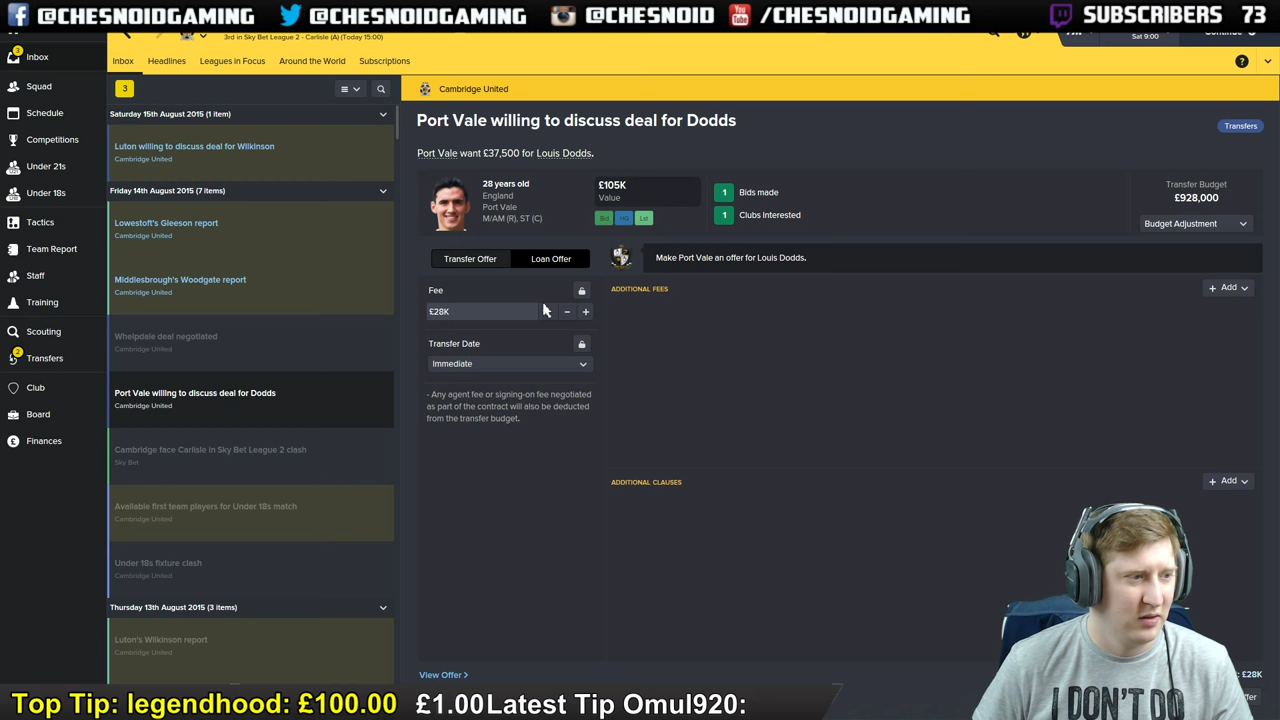 @CHESNOIDGAMING @CHESNOIDGAMING @CHESNOID /CHESNOIDGAMING SUBSCRIBERS 73
3rd in Sky Bet League 2 - Carlisle (A) (Today 15:00)
Sat 9:00
3
Inbox
Squad
Schedule
Competitions
Under 21s
Under 18s
Tactics
Team Report
Staff
Training
Scouting
2
Transfers
Club
Board
Finances
Inbox Headlines Leagues in Focus Around the World Subscriptions
3
Saturday 15th August 2015 (1 item)
Luton willing to discuss deal for Wilkinson
Cambridge United
Friday 14th August 2015 (7 items)
Lowestoft's Gleeson report
Cambridge United
Middlesbrough's Woodgate report
Cambridge United
Whelpdale deal negotiated
Cambridge United
Port Vale willing to discuss deal for Dodds
Cambridge United
Cambridge face Carlisle in Sky Bet League 2 clash
Sky Bet
Available first team players for Under 18s match
Cambridge United
Under 18s fixture clash
Cambridge United
Thursday 13th August 2015 (3 items)
Luton's Wilkinson report
Cambridge United
Cambridge United
Port Vale willing to discuss deal for Dodds
Transfers
Port Vale want £37,500 for Louis Dodds.
28 years old
England
Port Vale
M/AM (R), ST (C)
£105K
Value
Bid HG Lst
1 Bids made
1 Clubs Interested
Transfer Budget
£928,000
Budget Adjustment
Transfer Offer Loan Offer
Make Port Vale an offer for Louis Dodds.
Fee
£28K - +
Transfer Date
Immediate
- Any agent fee or signing-on fee negotiated
as part of the contract will also be deducted
from the transfer budget.
ADDITIONAL FEES
+ Add
ADDITIONAL CLAUSES
+ Add
View Offer >
£28K
I DON'T DO
Top Tip: legendhood: £100.00 £1.00Latest Tip Omul920: